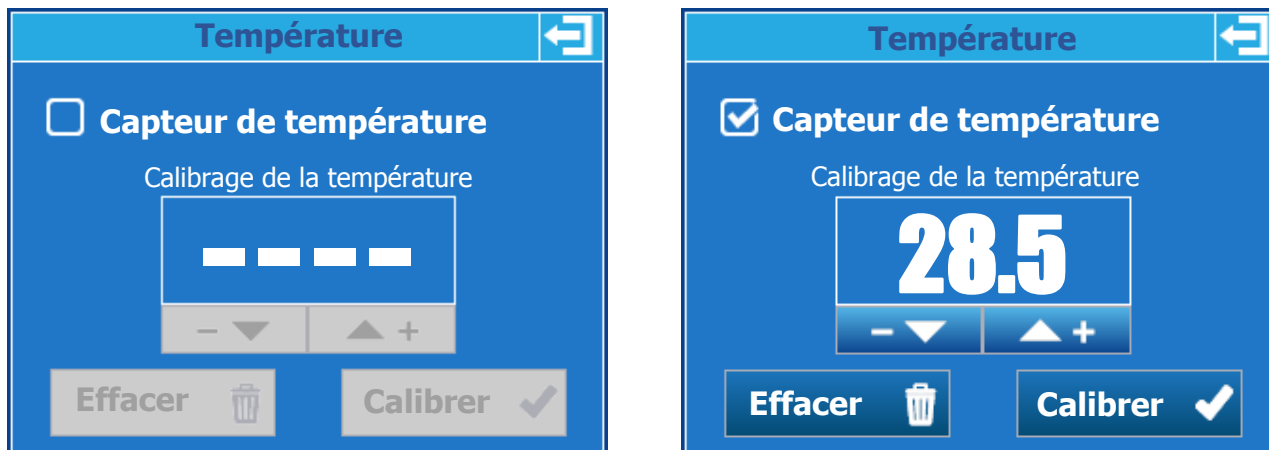 Température
Capteur de température
Calibrage de la température
– – – –
– +
Effacer
Calibrer
Température
Capteur de température
Calibrage de la température
28.5
– +
Effacer
Calibrer